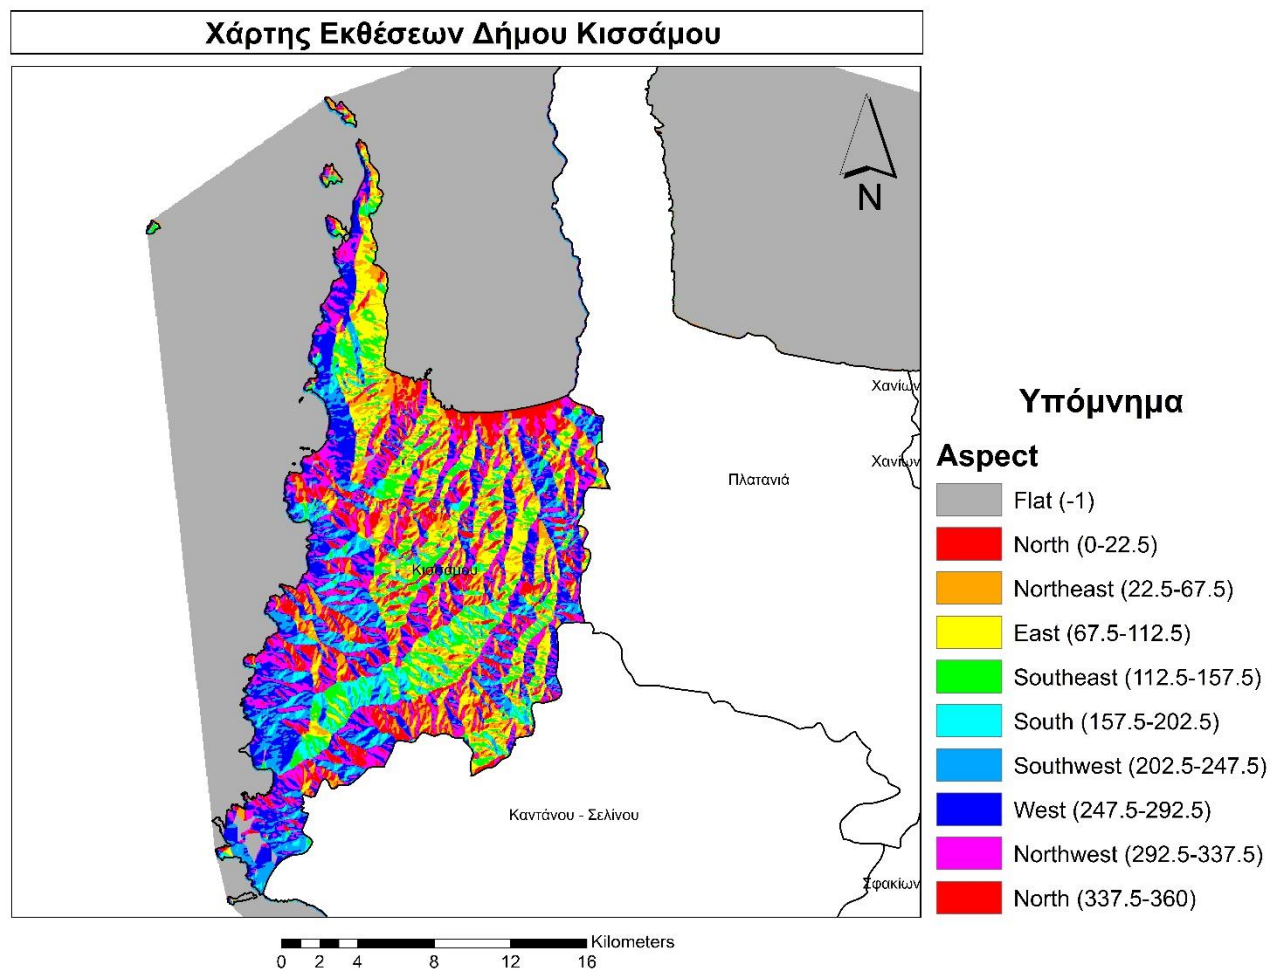 Χάρτης Εκθέσεων Δήμου Κισσάμου
N
Χανίων
Χανίων
Πλατανιά
Κισσάμου
Καντάνου - Σελίνου
Σφακίων
Υπόμνημα
Aspect
Flat (-1)
North (0-22.5)
Northeast (22.5-67.5)
East (67.5-112.5)
Southeast (112.5-157.5)
South (157.5-202.5)
Southwest (202.5-247.5)
West (247.5-292.5)
Northwest (292.5-337.5)
North (337.5-360)
Kilometers
0 2 4 8 12 16